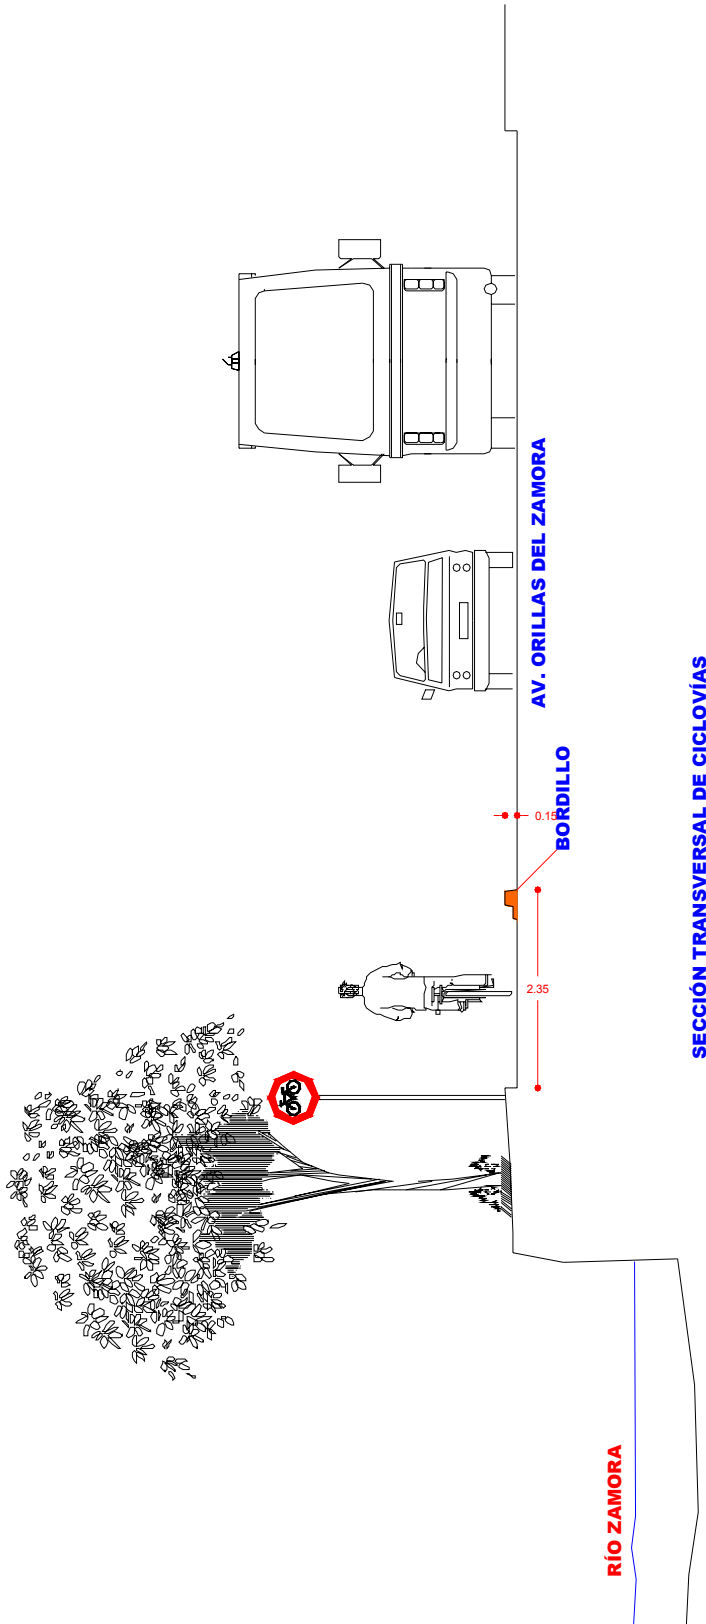 RÍO ZAMORA
2.35
0.15
BORDILLO
AV. ORILLAS DEL ZAMORA
SECCIÓN TRANSVERSAL DE CICLOVÍAS